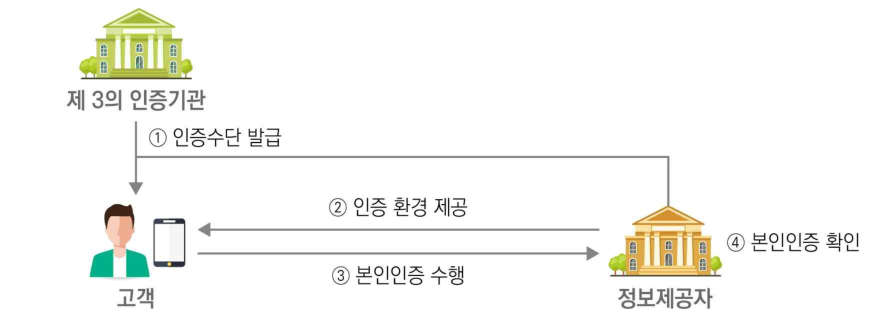 제 3의 인증기관
① 인증수단 발급
② 인증 환경 제공
④ 본인인증 확인
③ 본인인증 수행
고객
정보제공자